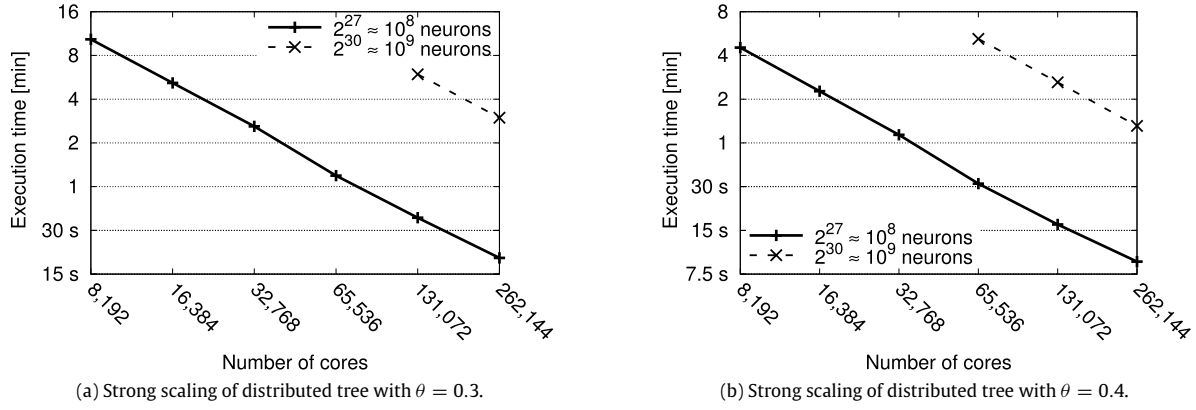 16
8
4
2
1
30 s
15 s
Execution time [min]
2^27 ≈ 10^8 neurons
2^30 ≈ 10^9 neurons
8,192
16,384
32,768
65,536
131,072
262,144
Number of cores
(a) Strong scaling of distributed tree with θ = 0.3.
8
4
2
1
30 s
15 s
7.5 s
Execution time [min]
2^27 ≈ 10^8 neurons
2^30 ≈ 10^9 neurons
8,192
16,384
32,768
65,536
131,072
262,144
Number of cores
(b) Strong scaling of distributed tree with θ = 0.4.